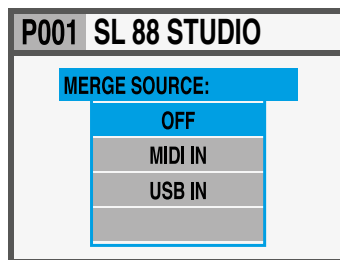 P001 SL 88 STUDIO
MERGE SOURCE:
OFF
MIDI IN
USB IN